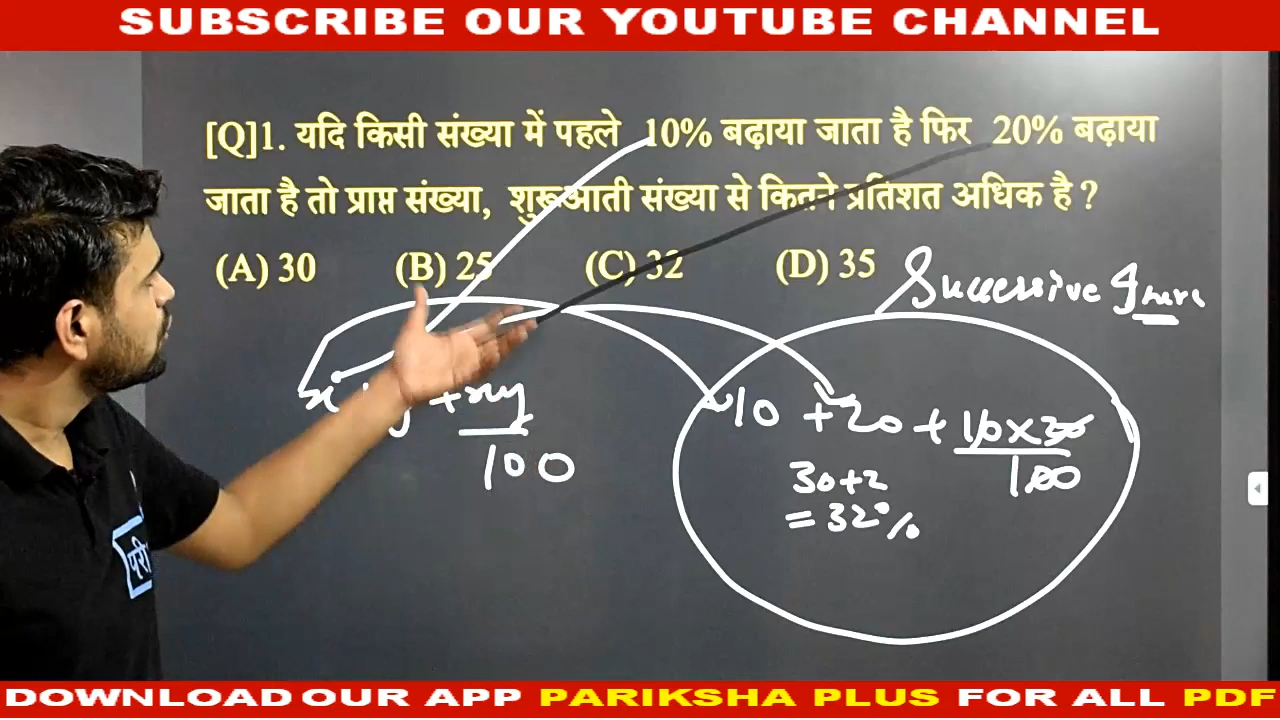 SUBSCRIBE OUR YOUTUBE CHANNEL
[Q]1. यदि किसी संख्या में पहले 10% बढ़ाया जाता है फिर 20% बढ़ाया
जाता है तो प्राप्त संख्या, शुरूआती संख्या से कितने प्रतिशत अधिक है ?
(A) 30 (B) 25 (C) 32 (D) 35
Successive
x + xy
100
10 + 20 + 10 x 20
100
30+2
= 32%
परी
DOWNLOAD OUR APP PARIKSHA PLUS FOR ALL PDF